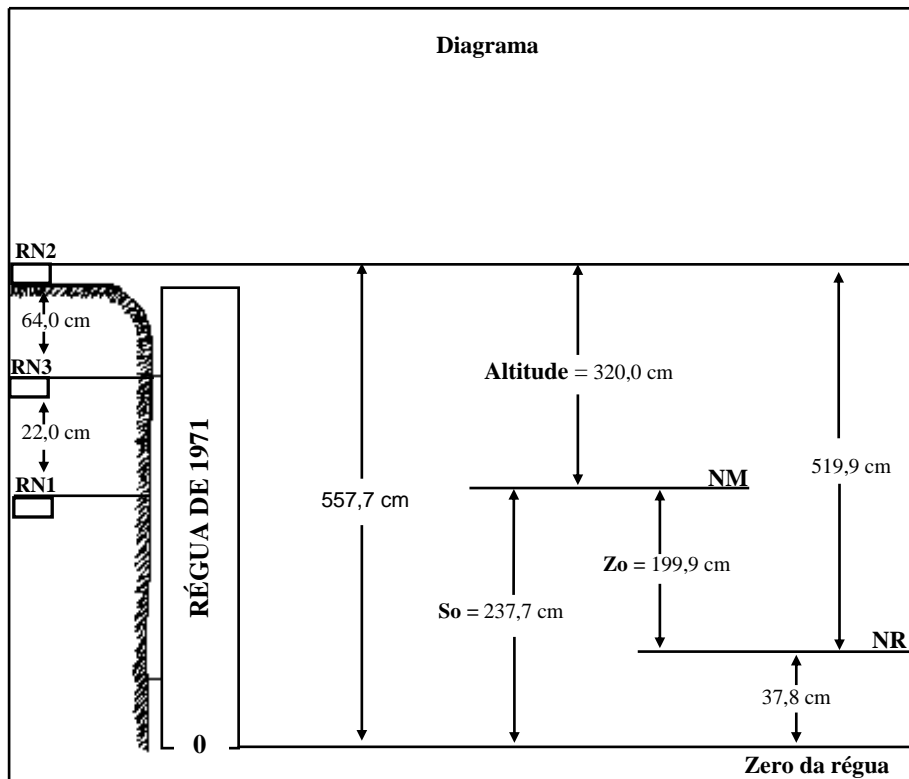 Diagrama
RN2
64,0 cm
RN3
22,0 cm
RN1
RÉGUA DE 1971
0
557,7 cm
Altitude = 320,0 cm
519,9 cm
NM
Zo = 199,9 cm
So = 237,7 cm
NR
37,8 cm
Zero da régua